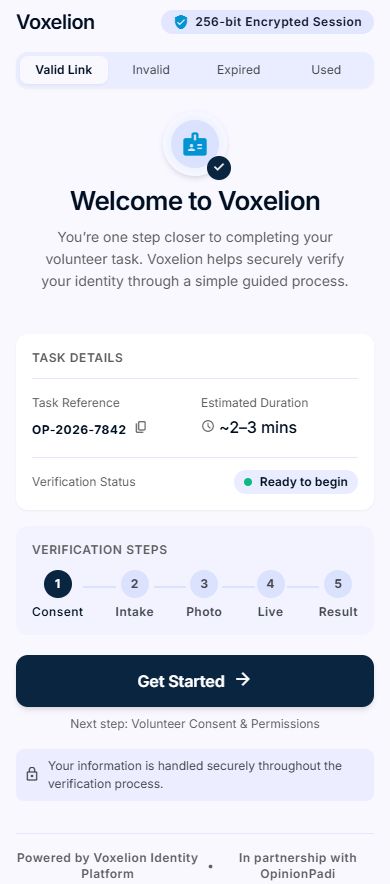 Voxelion
256-bit Encrypted Session
Valid Link
Invalid
Expired
Used
Welcome to Voxelion
You're one step closer to completing your
volunteer task. Voxelion helps securely verify
your identity through a simple guided process.
TASK DETAILS
Task Reference
OP-2026-7842
Estimated Duration
~2–3 mins
Verification Status
Ready to begin
VERIFICATION STEPS
1
Consent
2
Intake
3
Photo
4
Live
5
Result
Get Started
Next step: Volunteer Consent & Permissions
Your information is handled securely throughout the
verification process.
Powered by Voxelion Identity
Platform
•
In partnership with
OpinionPadi